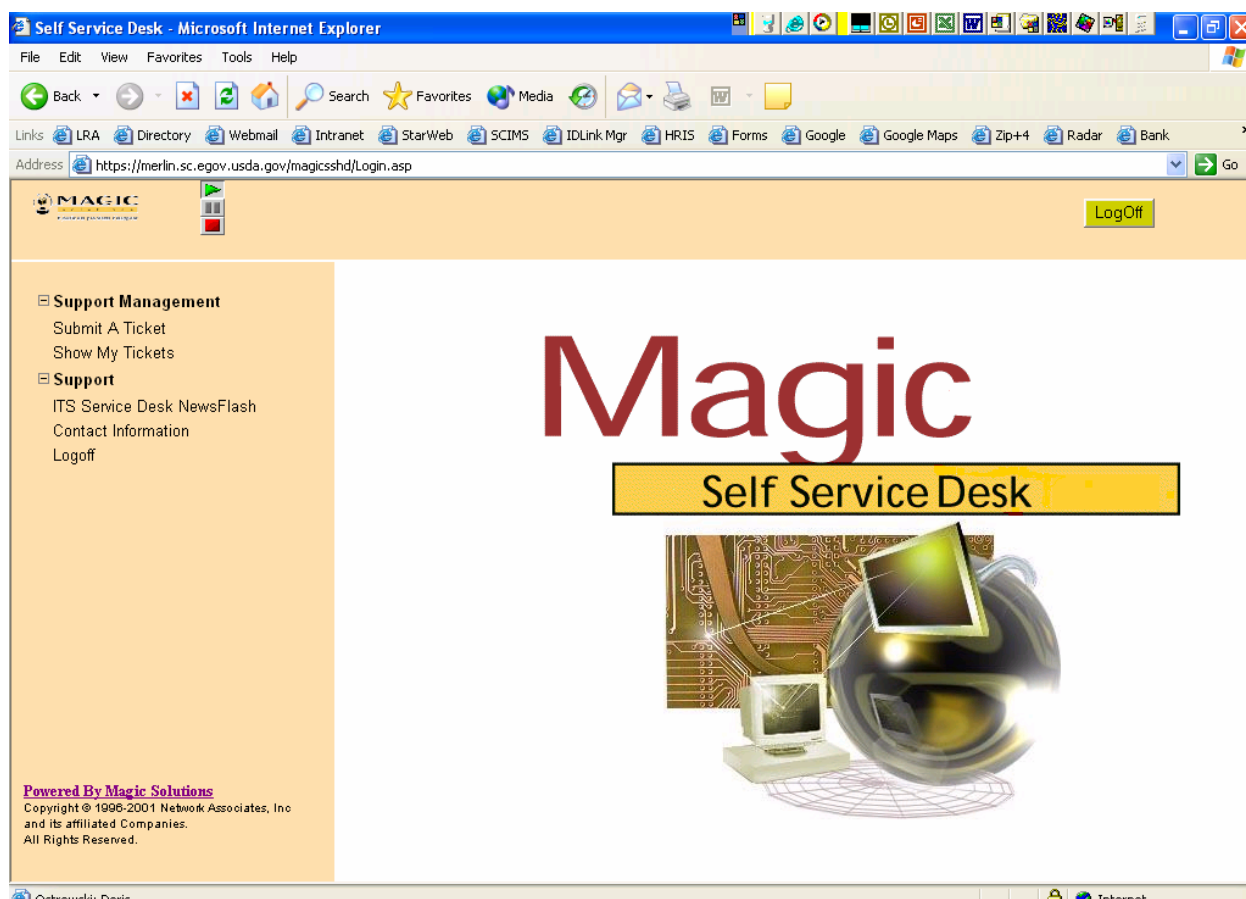 Self Service Desk - Microsoft Internet Explorer
File Edit View Favorites Tools Help
Back Search Favorites Media
Links LRA Directory Webmail Intranet StarWeb SCIMS IDLink Mgr HRIS Forms Google Google Maps Zip+4 Radar Bank
Address https://merlin.sc.egov.usda.gov/magicsshd/Login.asp Go
MAGIC
LogOff
Support Management
Submit A Ticket
Show My Tickets
Support
ITS Service Desk NewsFlash
Contact Information
Logoff
Magic
Self Service Desk
Powered By Magic Solutions
Copyright © 1996-2001 Network Associates, Inc
and its affiliated Companies.
All Rights Reserved.
Internet